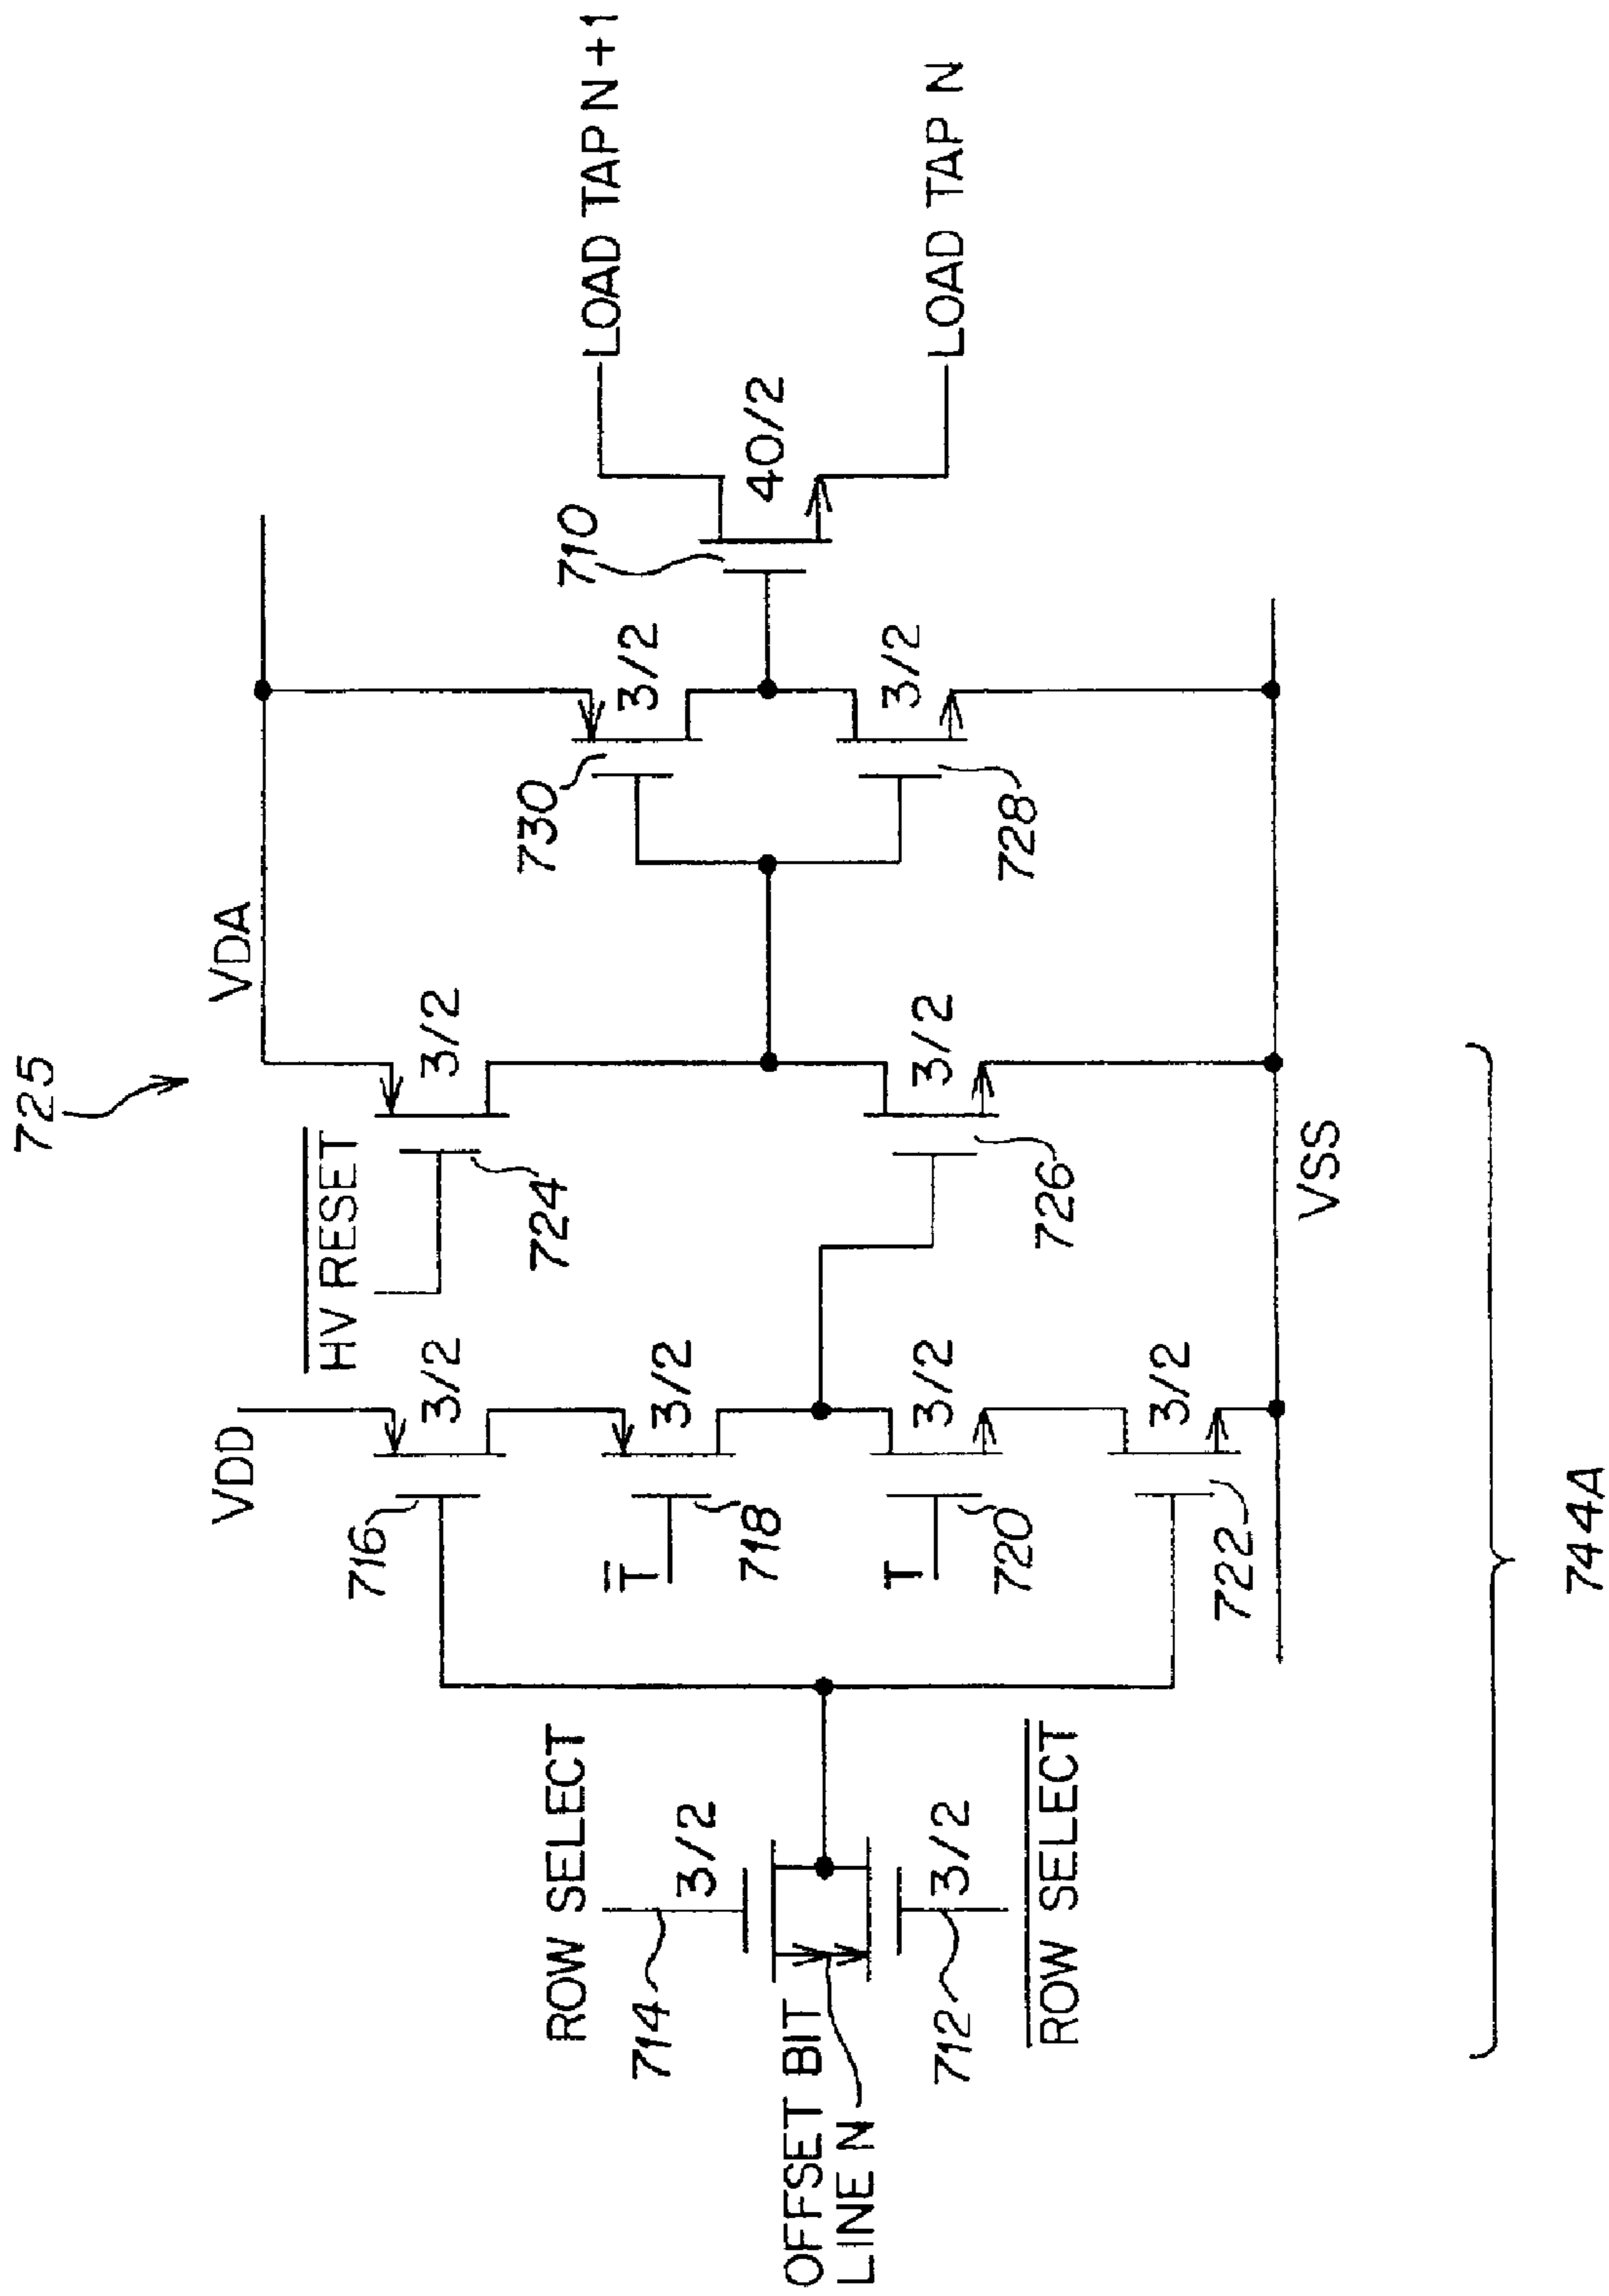 725
VDD
VDA
HV RESET
716
3/2
724
3/2
730
3/2
LOAD TAP N+1
ROW SELECT
714
3/2
T̅
718
3/2
710
40/2
OFFSET BIT
LINE N
T
720
3/2
726
3/2
728
3/2
LOAD TAP N
712
3/2
ROW SELECT
722
3/2
VSS
744A